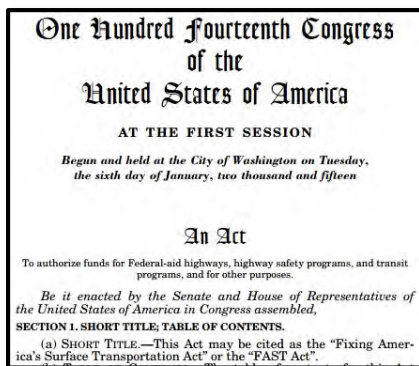 One Hundred Fourteenth Congress
of the
United States of America
AT THE FIRST SESSION
Begun and held at the City of Washington on Tuesday,
the sixth day of January, two thousand and fifteen
An Act
To authorize funds for Federal-aid highways, highway safety programs, and transit
programs, and for other purposes.
Be it enacted by the Senate and House of Representatives of
the United States of America in Congress assembled,
SECTION 1. SHORT TITLE; TABLE OF CONTENTS.
(a) SHORT TITLE.—This Act may be cited as the “Fixing Amer-
ica’s Surface Transportation Act” or the “FAST Act”.